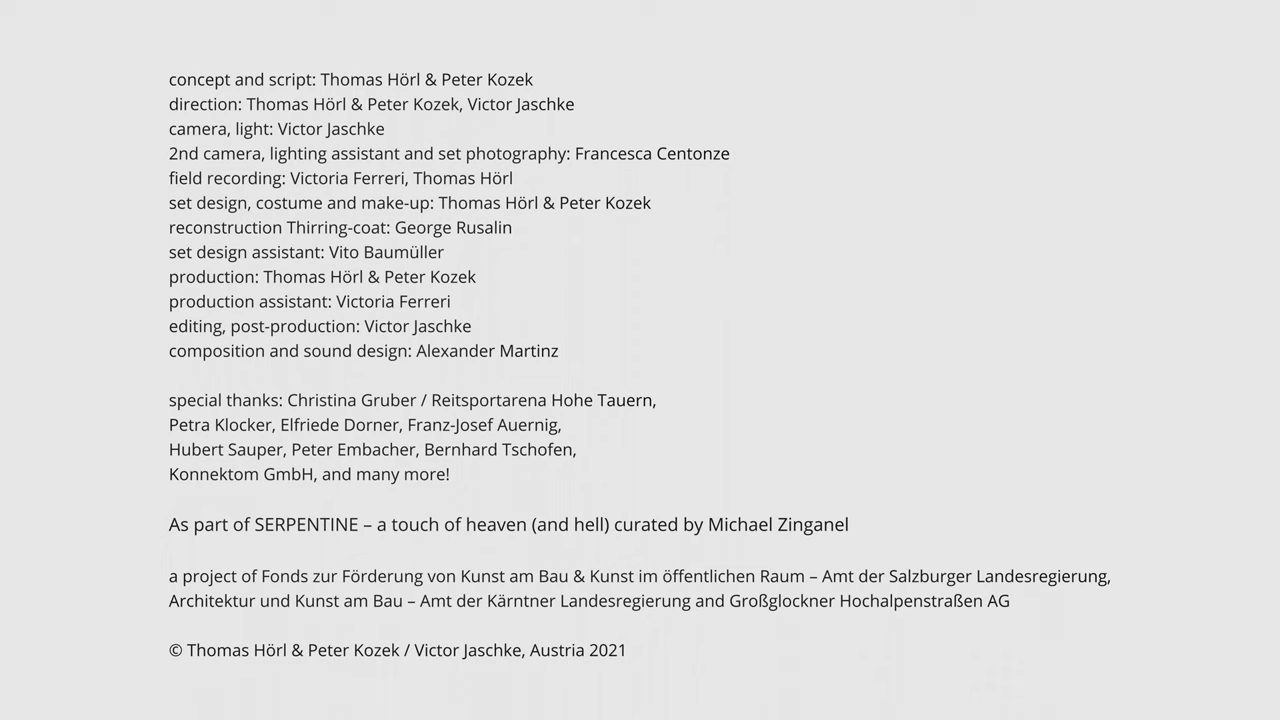 concept and script: Thomas Hörl & Peter Kozek
direction: Thomas Hörl & Peter Kozek, Victor Jaschke
camera, light: Victor Jaschke
2nd camera, lighting assistant and set photography: Francesca Centonze
field recording: Victoria Ferreri, Thomas Hörl
set design, costume and make-up: Thomas Hörl & Peter Kozek
reconstruction Thirring-coat: George Rusalin
set design assistant: Vito Baumüller
production: Thomas Hörl & Peter Kozek
production assistant: Victoria Ferreri
editing, post-production: Victor Jaschke
composition and sound design: Alexander Martinz
special thanks: Christina Gruber / Reitsportarena Hohe Tauern,
Petra Klocker, Elfriede Dorner, Franz-Josef Auernig,
Hubert Sauper, Peter Embacher, Bernhard Tschofen,
Konnektom GmbH, and many more!
As part of SERPENTINE – a touch of heaven (and hell) curated by Michael Zinganel
a project of Fonds zur Förderung von Kunst am Bau & Kunst im öffentlichen Raum – Amt der Salzburger Landesregierung,
Architektur und Kunst am Bau – Amt der Kärntner Landesregierung and Großglockner Hochalpenstraßen AG
© Thomas Hörl & Peter Kozek / Victor Jaschke, Austria 2021